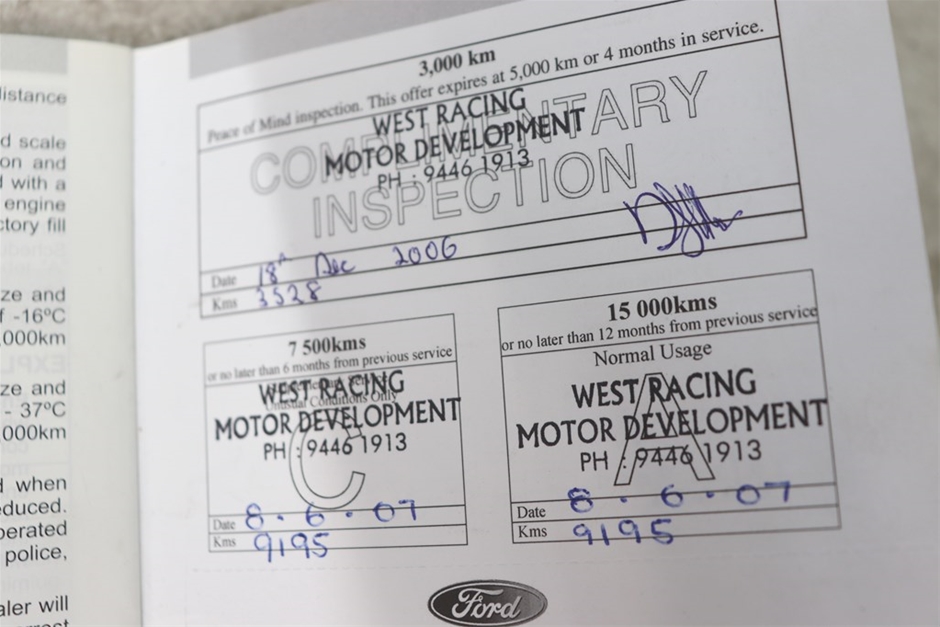 listance
d scale
on and
l with a
engine
ctory fill
ze and
f -16ºC
,000km
ze and
- 37ºC
000km
d when
educed.
perated
police,
aler will
3,000 km
Peace of Mind inspection. This offer expires at 5,000 km or 4 months in service.
COMPLIMENTARY
INSPECTION
WEST RACING
MOTOR DEVELOPMENT
PH : 9446 1913
Date 18th Dec 2006
Kms 3528
7 500kms
or no later than 6 months from previous service
Unusual Conditions Only
C
WEST RACING
MOTOR DEVELOPMENT
PH : 9446 1913
Date 8.6.07
Kms 9195
15 000kms
or no later than 12 months from previous service
Normal Usage
A
WEST RACING
MOTOR DEVELOPMENT
PH : 9446 1913
Date 8.6.07
Kms 9195
Ford